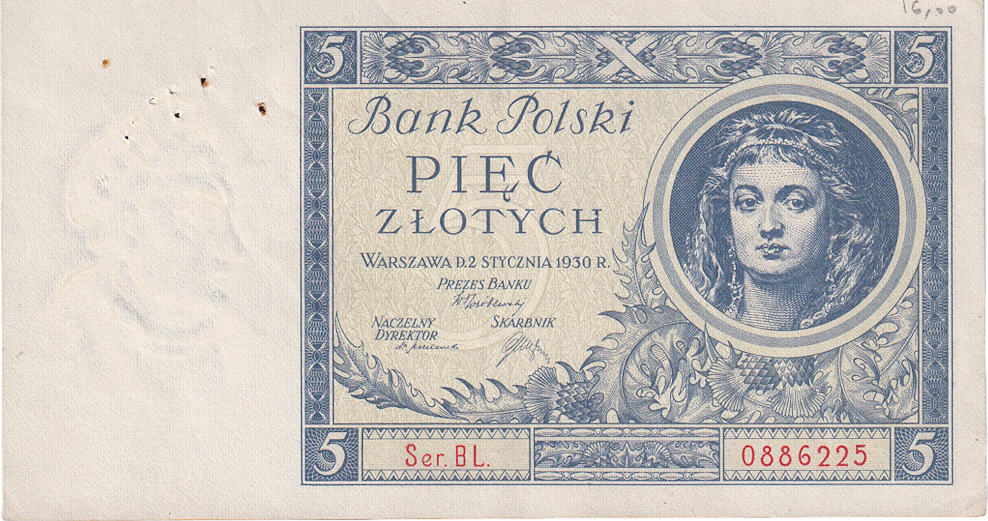 16,00
5 5
Bank Polski
PIĘĆ
ZŁOTYCH
WARSZAWA D. 2 STYCZNIA 1930 R.
PREZES BANKU
NACZELNY SKARBNIK
DYREKTOR
5 Ser. BL. 0886225 5